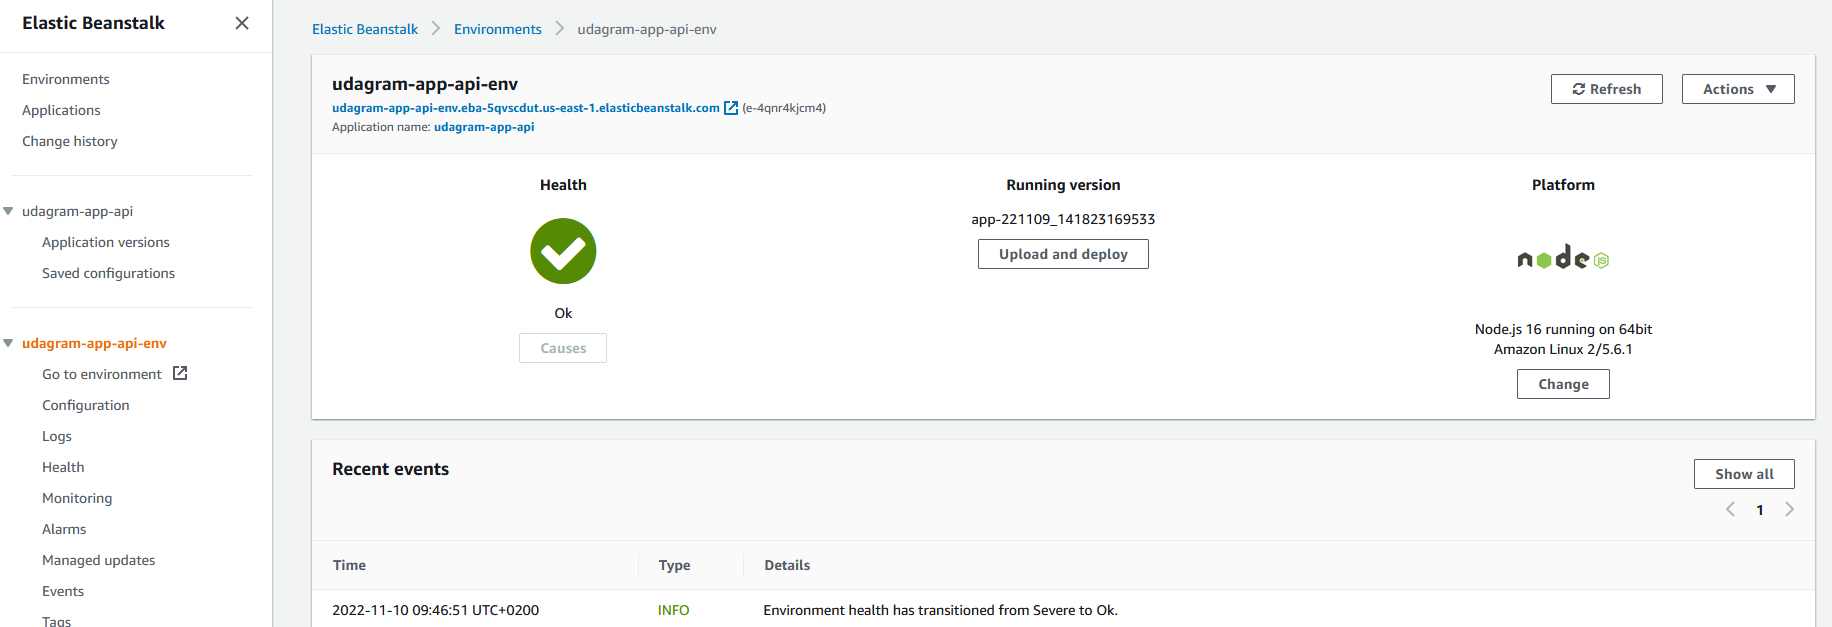 Elastic Beanstalk
Environments
Applications
Change history
udagram-app-api
Application versions
Saved configurations
udagram-app-api-env
Go to environment
Configuration
Logs
Health
Monitoring
Alarms
Managed updates
Events
Tags
Elastic Beanstalk > Environments > udagram-app-api-env
udagram-app-api-env
udagram-app-api-env.eba-5qvscdut.us-east-1.elasticbeanstalk.com (e-4qnr4kjcm4)
Application name: udagram-app-api
Refresh
Actions
Health
Ok
Causes
Running version
app-221109_141823169533
Upload and deploy
Platform
node JS
Node.js 16 running on 64bit
Amazon Linux 2/5.6.1
Change
Recent events
Show all
1
Time Type Details
2022-11-10 09:46:51 UTC+0200 INFO Environment health has transitioned from Severe to Ok.